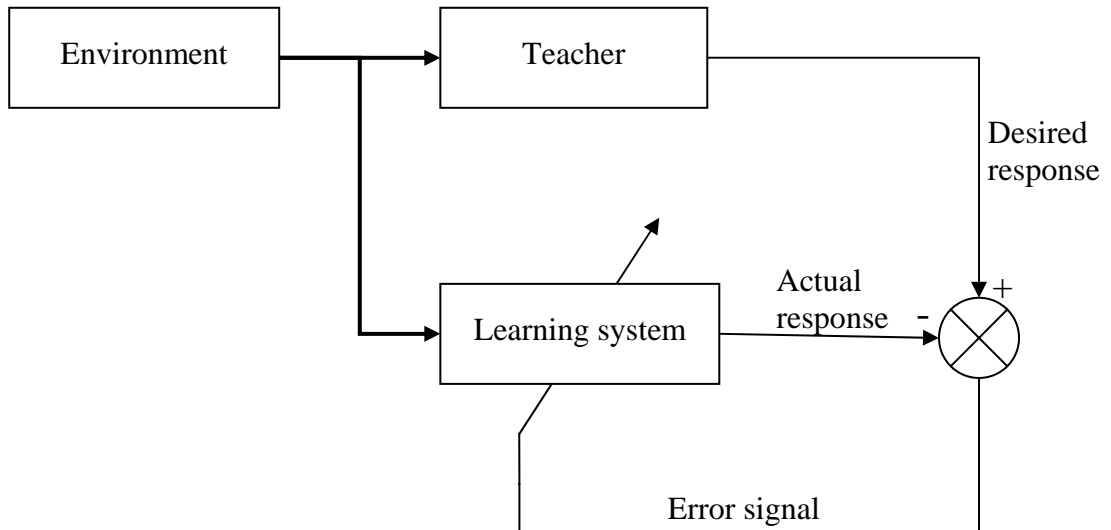 Environment
Teacher
Desired
response
Actual
response
+
-
Learning system
Error signal